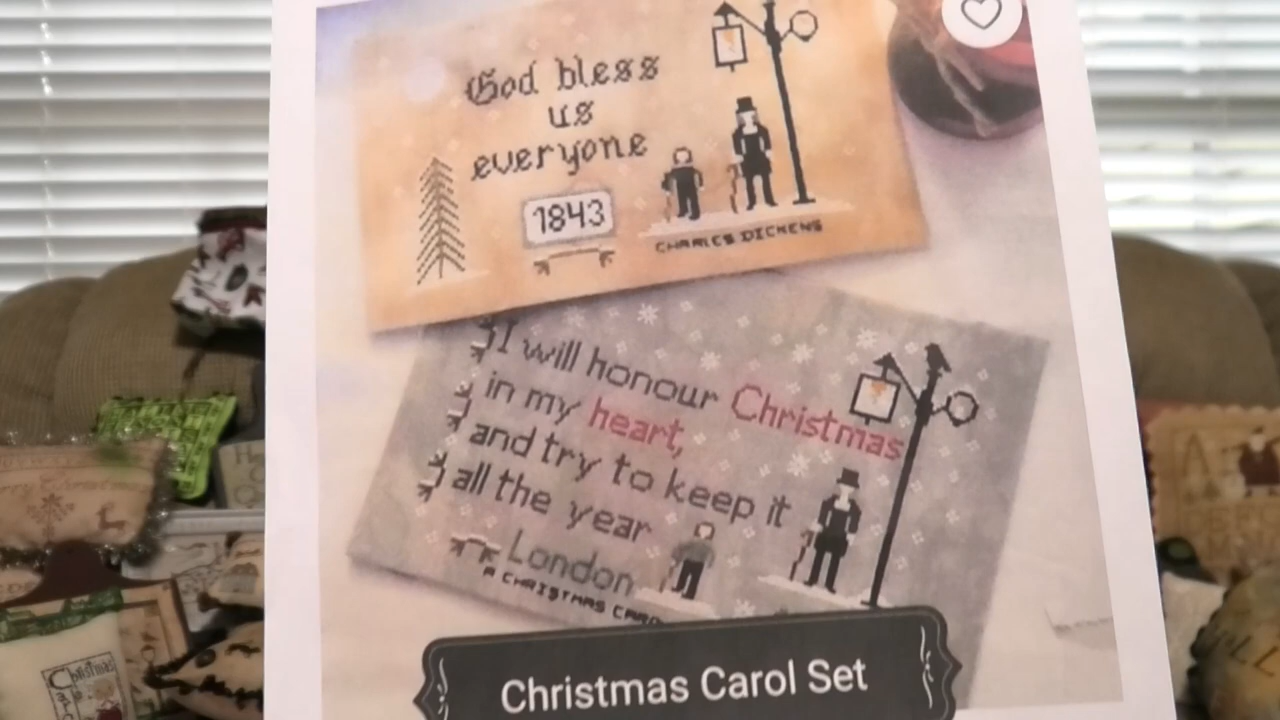 God bless
us
everyone
1843
CHARLES DICKENS
I will honour Christmas
in my heart,
and try to keep it
all the year
London
A CHRISTMAS
Christmas Carol Set
Christmas